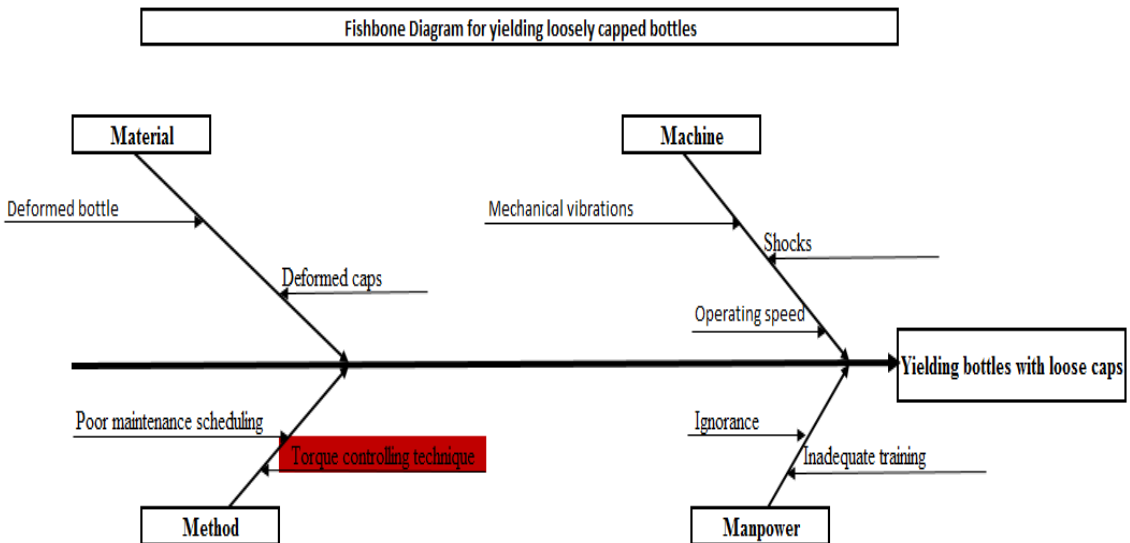 Fishbone Diagram for yielding loosely capped bottles
Material
Machine
Deformed bottle
Mechanical vibrations
Shocks
Deformed caps
Operating speed
Yielding bottles with loose caps
Poor maintenance scheduling
Ignorance
Torque controlling technique
Inadequate training
Method
Manpower